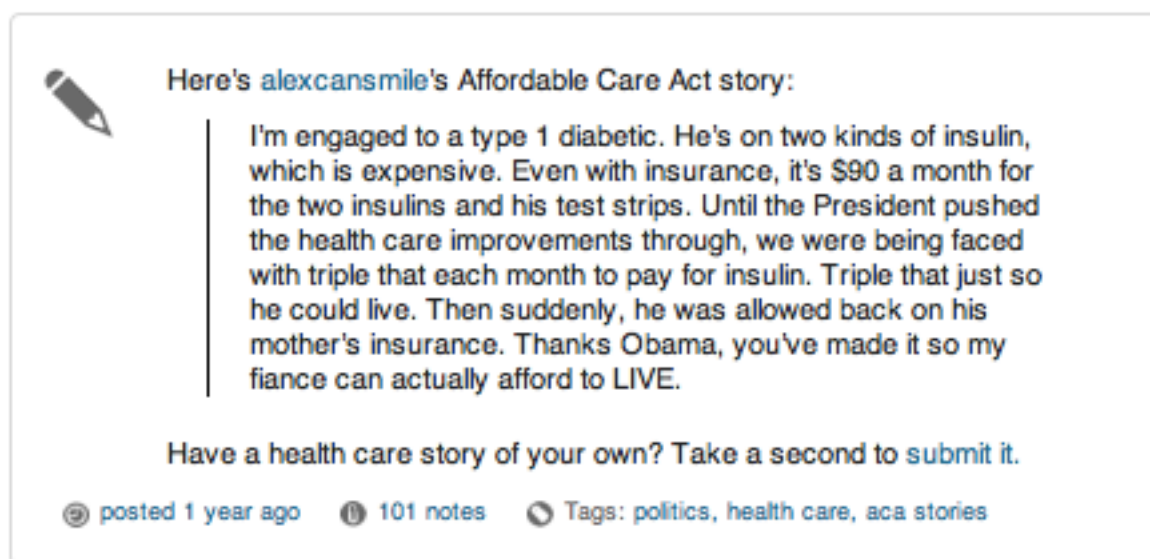 Here's alexcansmile's Affordable Care Act story:
I'm engaged to a type 1 diabetic. He's on two kinds of insulin,
which is expensive. Even with insurance, it's $90 a month for
the two insulins and his test strips. Until the President pushed
the health care improvements through, we were being faced
with triple that each month to pay for insulin. Triple that just so
he could live. Then suddenly, he was allowed back on his
mother's insurance. Thanks Obama, you've made it so my
fiance can actually afford to LIVE.
Have a health care story of your own? Take a second to submit it.
posted 1 year ago 101 notes Tags: politics, health care, aca stories